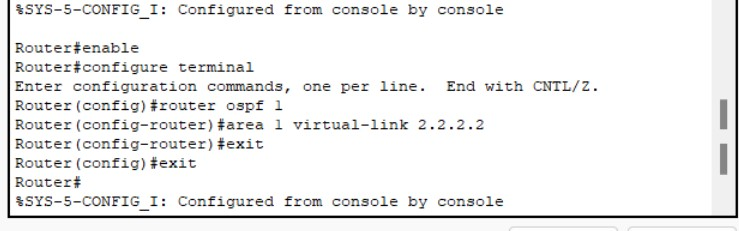 %SYS-5-CONFIG_I: Configured from console by console
Router#enable
Router#configure terminal
Enter configuration commands, one per line.  End with CNTL/Z.
Router(config)#router ospf 1
Router(config-router)#area 1 virtual-link 2.2.2.2
Router(config-router)#exit
Router(config)#exit
Router#
%SYS-5-CONFIG_I: Configured from console by console